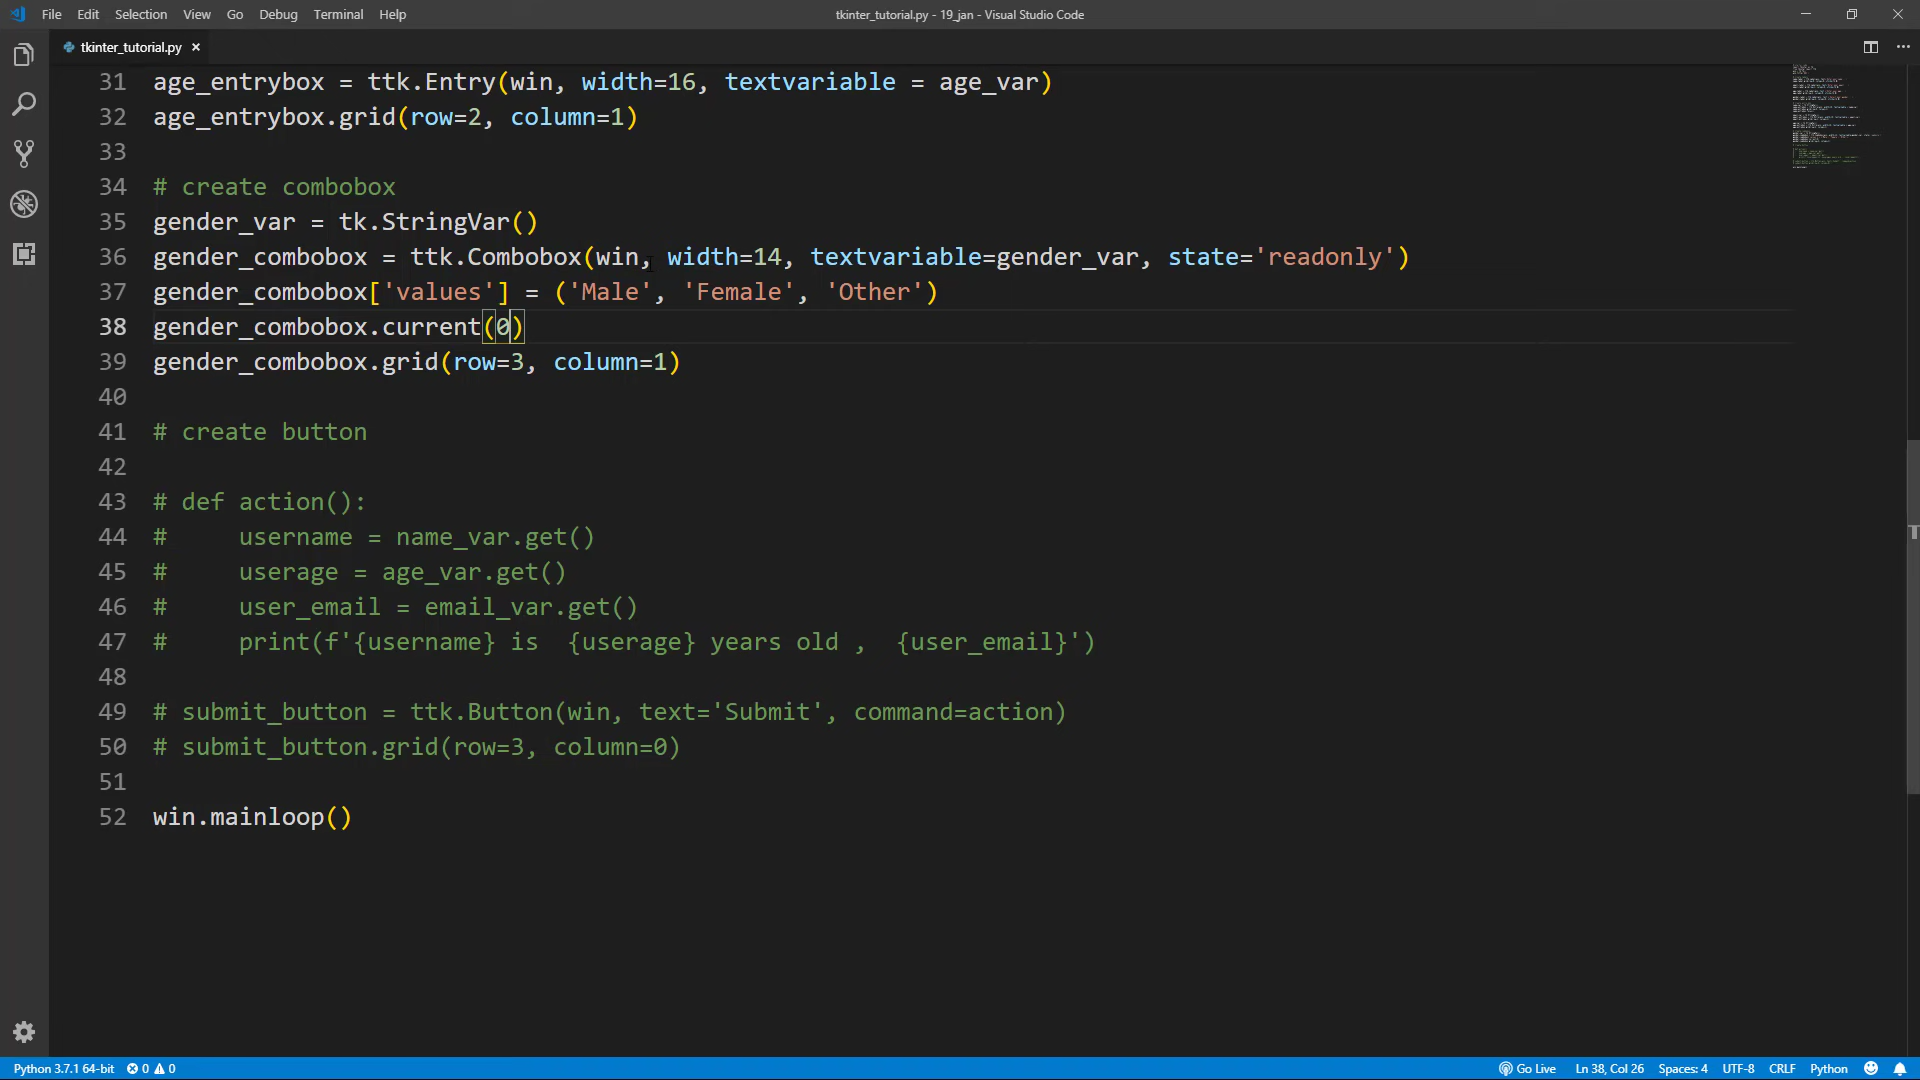 File Edit Selection View Go Debug Terminal Help
tkinter_tutorial.py - 19_jan - Visual Studio Code
tkinter_tutorial.py ×
31 age_entrybox = ttk.Entry(win, width=16, textvariable = age_var)
32 age_entrybox.grid(row=2, column=1)
33
34 # create combobox
35 gender_var = tk.StringVar()
36 gender_combobox = ttk.Combobox(win, width=14, textvariable=gender_var, state='readonly')
37 gender_combobox['values'] = ('Male', 'Female', 'Other')
38 gender_combobox.current(0)
39 gender_combobox.grid(row=3, column=1)
40
41 # create button
42
43 # def action():
44 #     username = name_var.get()
45 #     userage = age_var.get()
46 #     user_email = email_var.get()
47 #     print(f'{username} is  {userage} years old ,  {user_email}')
48
49 # submit_button = ttk.Button(win, text='Submit', command=action)
50 # submit_button.grid(row=3, column=0)
51
52 win.mainloop()
Python 3.7.1 64-bit 0 0 Go Live Ln 38, Col 26 Spaces: 4 UTF-8 CRLF Python